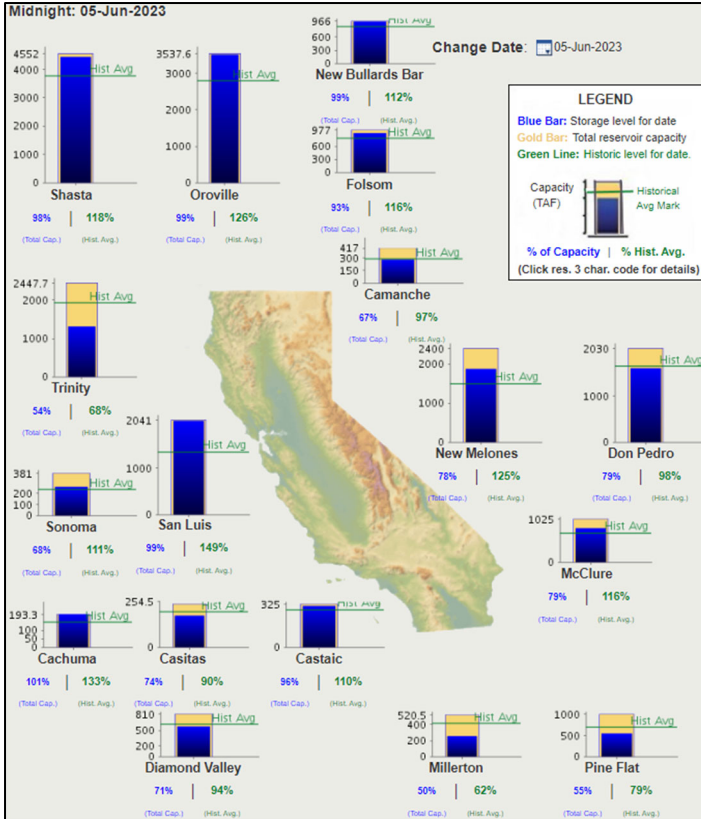 Midnight: 05-Jun-2023
Change Date: 05-Jun-2023
4552
4000
3000
2000
1000
0
Hist Avg
Shasta
98% | 118%
(Total Cap.) (Hist. Avg.)
3537.6
3000
2000
1000
0
Hist Avg
Oroville
99% | 126%
(Total Cap.) (Hist. Avg.)
966
600
300
0
Hist Avg
New Bullards Bar
99% | 112%
(Total Cap.) (Hist. Avg.)
977
600
300
0
Hist Avg
Folsom
93% | 116%
(Total Cap.) (Hist. Avg.)
LEGEND
Blue Bar: Storage level for date
Gold Bar: Total reservoir capacity
Green Line: Historic level for date.
Capacity
(TAF)
Historical
Avg Mark
% of Capacity | % Hist. Avg.
(Click res. 3 char. code for details)
417
300
150
0
Hist Avg
Camanche
67% | 97%
(Total Cap.) (Hist. Avg.)
2447.7
2000
1000
0
Hist Avg
Trinity
54% | 68%
(Total Cap.) (Hist. Avg.)
2400
2000
1000
0
Hist Avg
New Melones
78% | 125%
(Total Cap.) (Hist. Avg.)
2030
1000
0
Hist Avg
Don Pedro
79% | 98%
(Total Cap.) (Hist. Avg.)
381
200
100
0
Hist Avg
Sonoma
68% | 111%
(Total Cap.) (Hist. Avg.)
2041
1000
0
Hist Avg
San Luis
99% | 149%
(Total Cap.) (Hist. Avg.)
1025
0
Hist Avg
McClure
79% | 116%
(Total Cap.) (Hist. Avg.)
193.3
100
50
0
Hist Avg
Cachuma
101% | 133%
(Total Cap.) (Hist. Avg.)
254.5
0
Hist Avg
Casitas
74% | 90%
(Total Cap.) (Hist. Avg.)
325
0
Hist Avg
Castaic
96% | 110%
(Total Cap.) (Hist. Avg.)
810
500
200
0
Hist Avg
Diamond Valley
71% | 94%
(Total Cap.) (Hist. Avg.)
520.5
400
200
0
Hist Avg
Millerton
50% | 62%
(Total Cap.) (Hist. Avg.)
1000
500
0
Hist Avg
Pine Flat
55% | 79%
(Total Cap.) (Hist. Avg.)